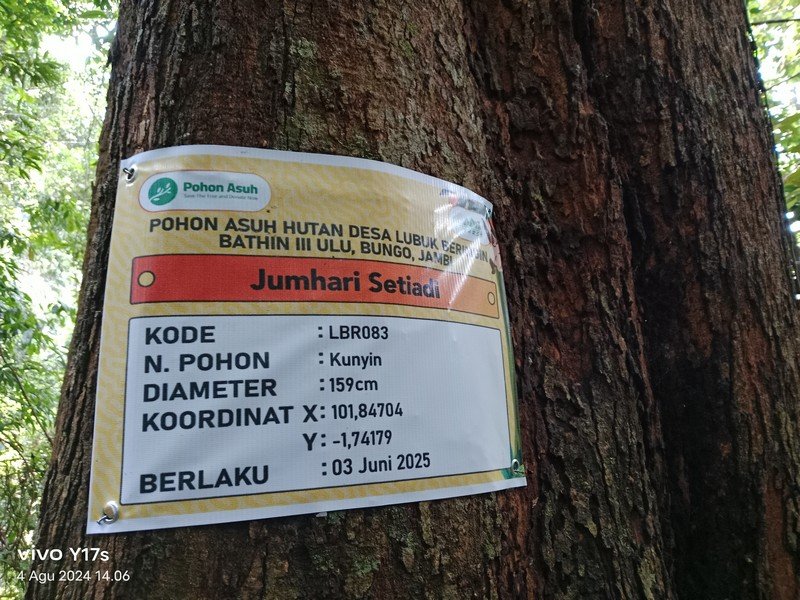 Pohon Asuh
Save The Tree and Donate Now
POHON ASUH HUTAN DESA LUBUK BERINGIN
BATHIN III ULU, BUNGO, JAMBI
Jumhari Setiadi
KODE : LBR083
N. POHON : Kunyin
DIAMETER : 159cm
KOORDINAT X : 101,84704
Y : -1,74179
BERLAKU : 03 Juni 2025
vivo Y17s
4 Agu 2024 14.06